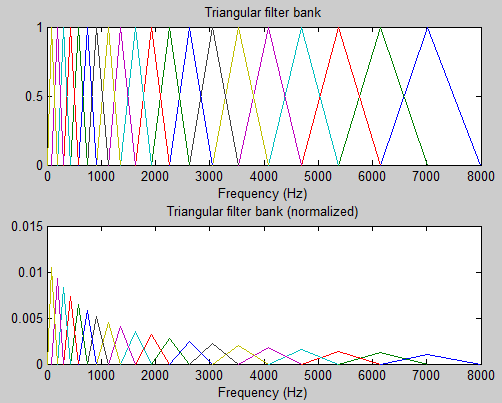 Triangular filter bank
1
0.5
0
0 1000 2000 3000 4000 5000 6000 7000 8000
Frequency (Hz)
Triangular filter bank (normalized)
0.015
0.01
0.005
0
0 1000 2000 3000 4000 5000 6000 7000 8000
Frequency (Hz)